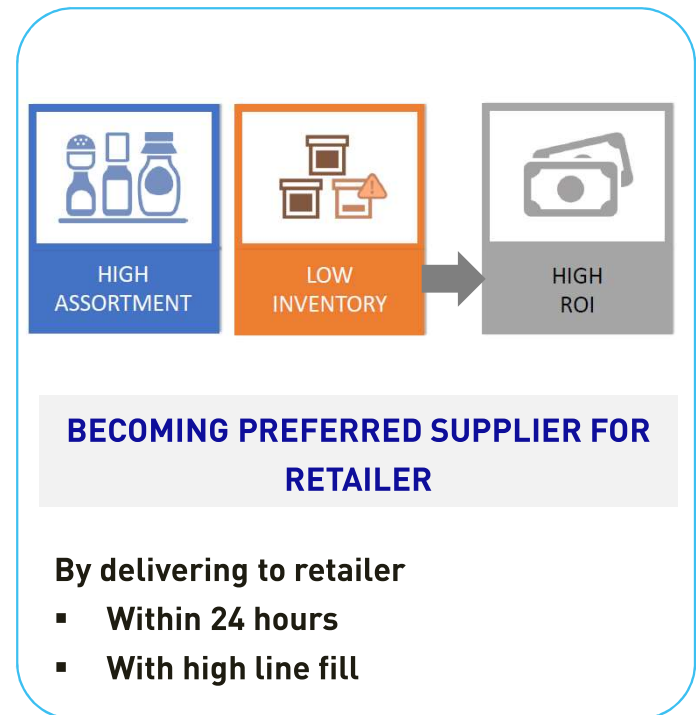 HIGH
ASSORTMENT
LOW
INVENTORY
HIGH
ROI
BECOMING PREFERRED SUPPLIER FOR
RETAILER
By delivering to retailer
▪ Within 24 hours
▪ With high line fill